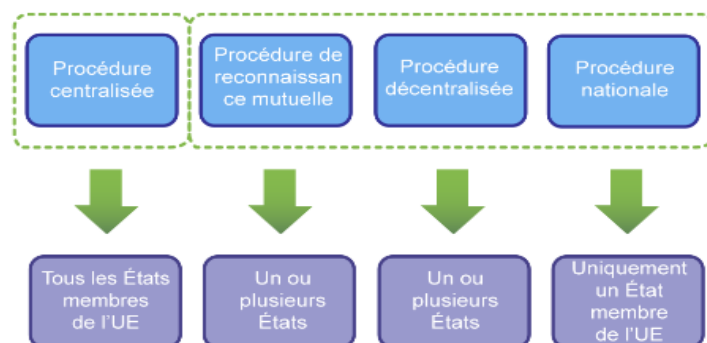 Procédure
centralisée
Procédure de
reconnaissan
ce mutuelle
Procédure
décentralisée
Procédure
nationale
Tous les États
membres
de l'UE
Un ou
plusieurs
États
Un ou
plusieurs
États
Uniquement
un État
membre
de l'UE